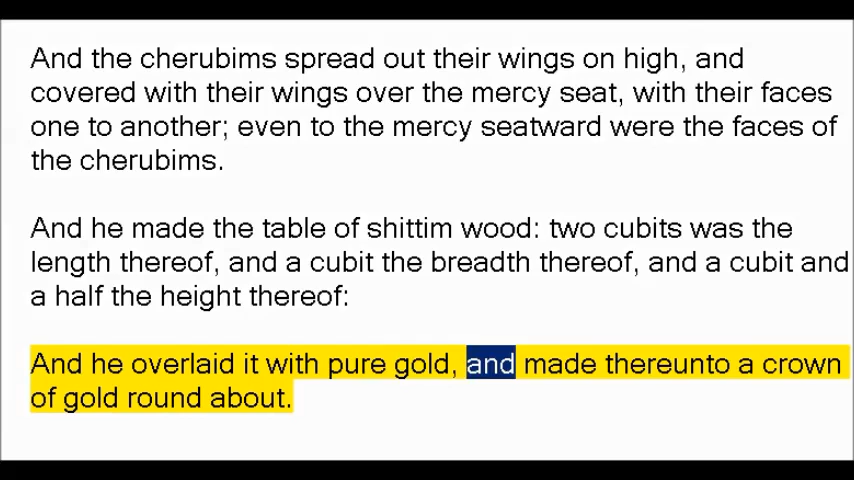 And the cherubims spread out their wings on high, and
covered with their wings over the mercy seat, with their faces
one to another; even to the mercy seatward were the faces of
the cherubims.
And he made the table of shittim wood: two cubits was the
length thereof, and a cubit the breadth thereof, and a cubit and
a half the height thereof:
And he overlaid it with pure gold, and made thereunto a crown
of gold round about.